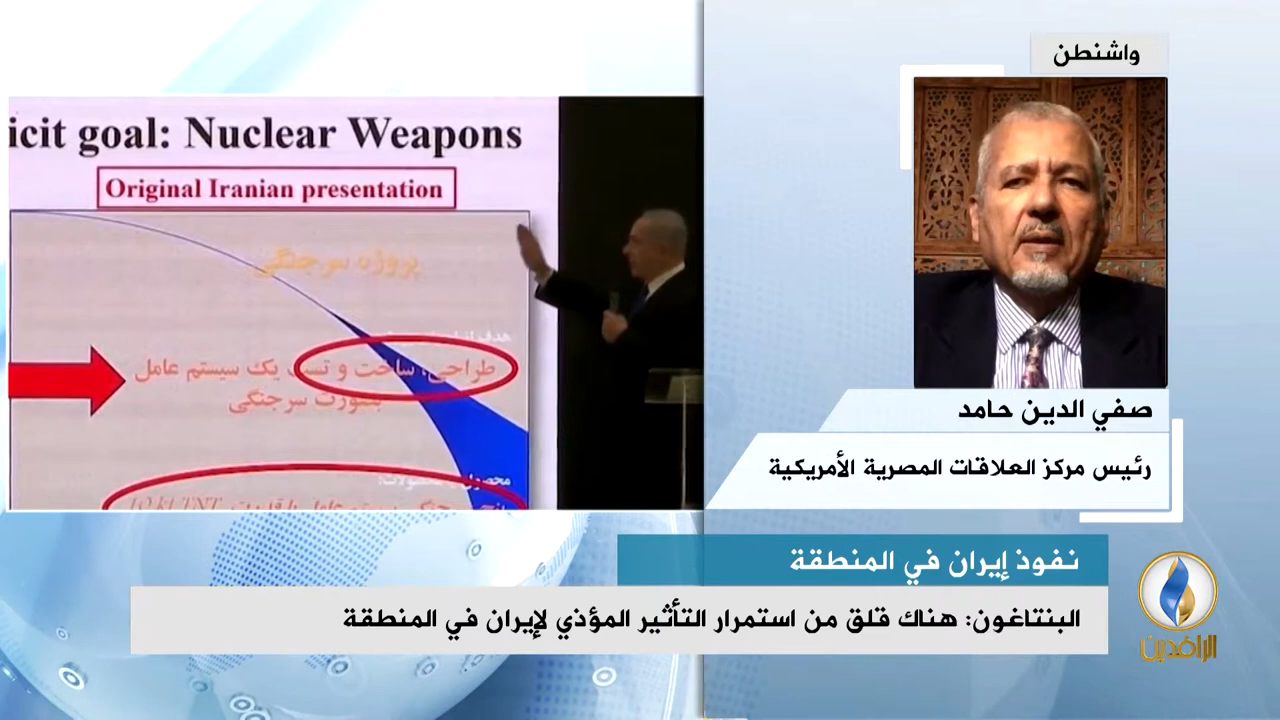 واشنطن
icit goal: Nuclear Weapons
Original Iranian presentation
پروژه سرجنگی
طراحی، ساخت و تست یک سیستم عامل
بصورت سرجنگی
صفي الدين حامد
رئيس مركز العلاقات المصرية الأمريكية
نفوذ إيران في المنطقة
البنتاغون: هناك قلق من استمرار التأثير المؤذي لإيران في المنطقة
الرافدين